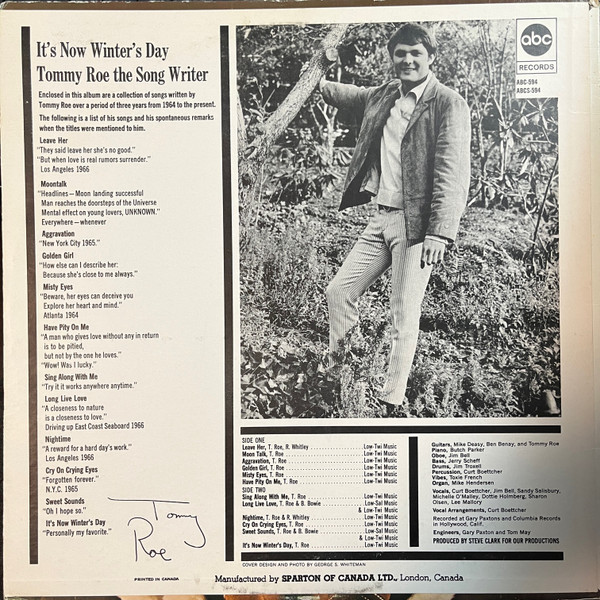 It's Now Winter's Day
Tommy Roe the Song Writer
Enclosed in this album are a collection of songs written by
Tommy Roe over a period of three years from 1964 to the present.
The following is a list of his songs and his spontaneous remarks
when the titles were mentioned to him.
Leave Her
"They said leave her she's no good."
"But when love is real rumors surrender."
Los Angeles 1966
Moontalk
"Headlines—Moon landing successful
Man reaches the doorsteps of the Universe
Mental effect on young lovers, UNKNOWN."
Everywhere—whenever
Aggravation
"New York City 1965."
Golden Girl
"How else can I describe her:
Because she's close to me always."
Misty Eyes
"Beware, her eyes can deceive you
Explore her heart and mind."
Atlanta 1964
Have Pity On Me
"A man who gives love without any in return
is to be pitied,
but not by the one he loves."
"Wow! Was I lucky."
Sing Along With Me
"Try it it works anywhere anytime."
Long Live Love
"A closeness to nature
is a closeness to love."
Driving up East Coast Seaboard 1966
Nightime
"A reward for a hard day's work."
Los Angeles 1966
Cry On Crying Eyes
"Forgotten forever."
N.Y.C. 1965
Sweet Sounds
"Oh I hope so."
It's Now Winter's Day
"Personally my favorite."
Tommy
Roe
PRINTED IN CANADA
abc
RECORDS
ABC-594
ABCS-594
SIDE ONE
Leave Her, T. Roe, R. Whitley Low-Twi Music
Moon Talk, T. Roe Low-Twi Music
Aggravation, T. Roe Low-Twi Music
Golden Girl, T. Roe Low-Twi Music
Misty Eyes, T. Roe Low-Twi Music
Have Pity On Me, T. Roe Low-Twi Music
SIDE TWO
Sing Along With Me, T. Roe Low-Twi Music
Long Live Love, T. Roe & B. Bowie Low-Sal Music
& Low-Twi Music
Nightime, T. Roe & R. Whitley Low-Twi Music
Cry On Crying Eyes, T. Roe Low-Twi Music
Sweet Sounds, T. Roe & B. Bowie Low-Sal Music
& Low-Twi Music
It's Now Winter's Day, T. Roe Low-Twi Music
Guitars, Mike Deasy, Ben Benay, and Tommy Roe
Piano, Butch Parker
Oboe, Jim Bell
Bass, Jerry Scheff
Drums, Jim Troxell
Percussion, Curt Boettcher
Vibes, Toxie French
Organ, Mike Hendersen
Vocals, Curt Boettcher, Jim Bell, Sandy Salisbury,
Michelle O'Malley, Dottie Holmberg, Sharon
Olsen, Lee Mallory
Vocal Arrangements, Curt Boettcher
Recorded at Gary Paxtons and Columbia Records
in Hollywood, Calif.
Engineers, Gary Paxton and Tom May
PRODUCED BY STEVE CLARK FOR OUR PRODUCTIONS
COVER DESIGN AND PHOTO BY GEORGE S. WHITEMAN
Manufactured by SPARTON OF CANADA LTD., London, Canada